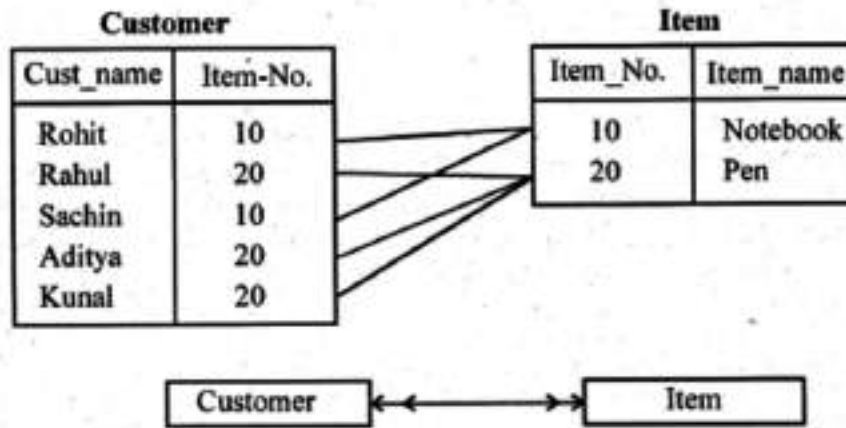 Customer
Item
Cust_name Item-No.
Item_No. Item_name
Rohit 10
10 Notebook
Rahul 20
20 Pen
Sachin 10
Aditya 20
Kunal 20
Customer
Item